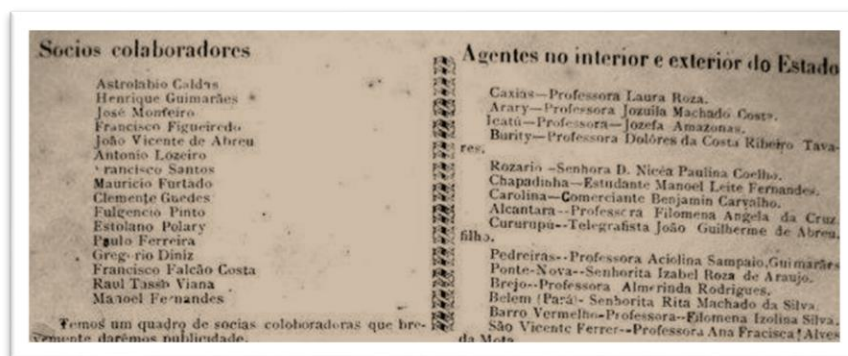 Socios colaboradores
Astrolabio Caldas
Henrique Guimarães
José Monfeiro
Francisco Figueiredo
João Vicente de Abreu
Antonio Lozeiro
rancisco Santos
Mauricio Furtado
Clemente Guedes
Fulgencio Pinto
Estolano Polary
Paulo Ferreira
Greg rio Diniz
Francisco Falcão Costa
Raul Tassh Viana
Manoel Fernandes
Temos um quadro de socias coloboradoras que bre-
vemente darémos publicidade.
Agentes no interior e exterior do Estado
Caxias—Professora Laura Roza.
Arary—Professora Jozuila Machado Costa.
Icatú—Professora—Jozefa Amazonas.
Burity—Professora Dolôres da Costa Ribeiro Tava-
res.
Rozario -Senhora D. Nicéa Paulina Coelho.
Chapadinha—Estudante Manoel Leite Fernandes.
Carolina—Comerciante Benjamin Carvalho.
Alcantara--Professora Filomena Angela da Cruz
Cururupú--Telegrafista João Guilherme de Abreu
filho.
Pedreiras--Professora Aciolina Sampaio Guimarães
Ponte-Nova--Senhorita Izabel Roza de Araujo.
Brejo--Professora Almerinda Rodrigues.
Belem (Pará)- Senhorita Rita Machado da Silva.
Barro Vermelho-Professora--Filomena Izolina Silva.
São Vicente Ferrer--Professora Ana Fracisca Alves
da Mota.